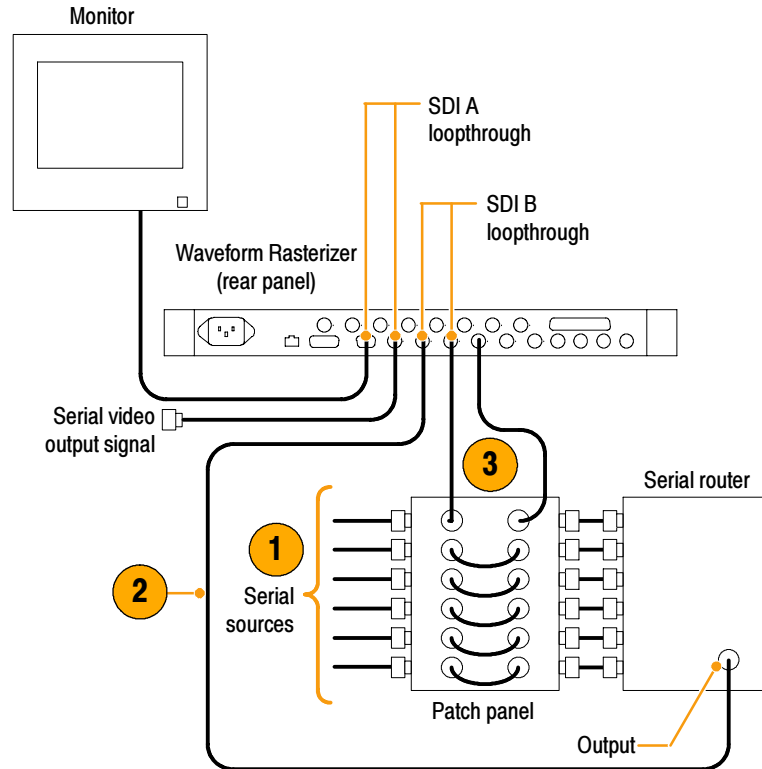 Monitor
SDI A
loopthrough
SDI B
loopthrough
Waveform Rasterizer
(rear panel)
Serial video
output signal
3
Serial router
1
2
Serial
sources
Patch panel
Output